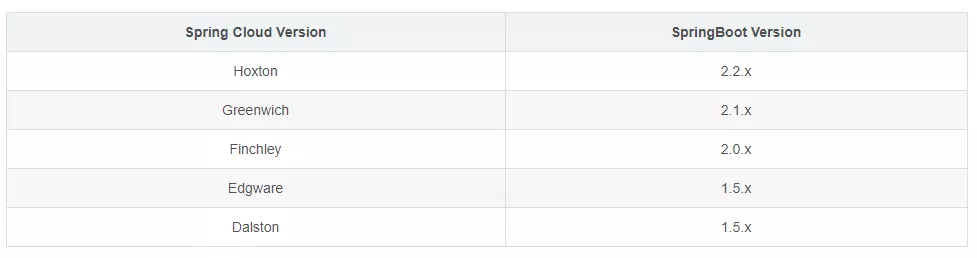 Spring Cloud Version SpringBoot Version
Hoxton 2.2.x
Greenwich 2.1.x
Finchley 2.0.x
Edgware 1.5.x
Dalston 1.5.x